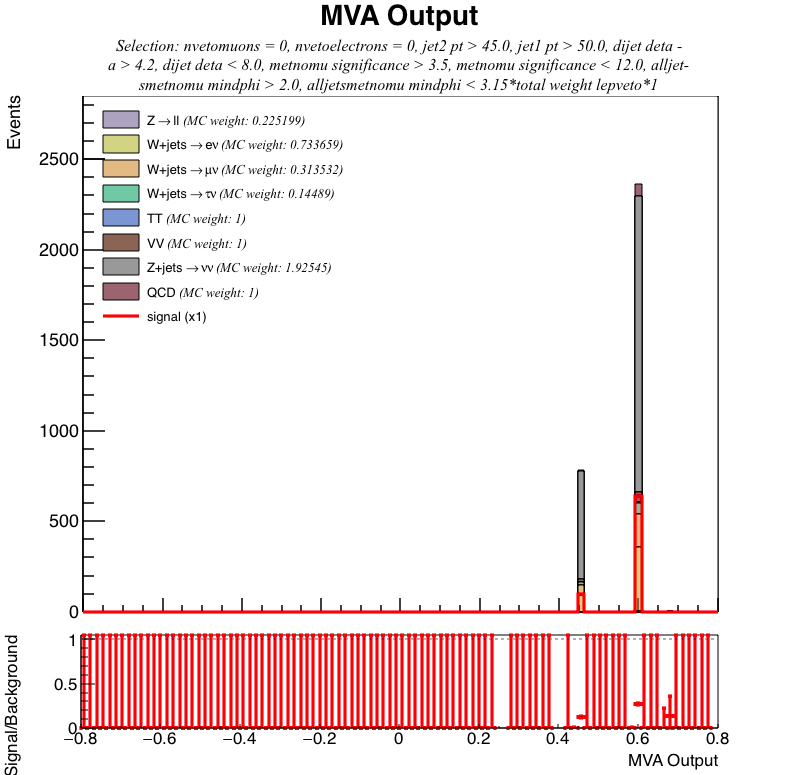 MVA Output
Selection: nvetomuons = 0, nvetoelectrons = 0, jet2 pt > 45.0, jet1 pt > 50.0, dijet deta -
a > 4.2, dijet deta < 8.0, metnomu significance > 3.5, metnomu significance < 12.0, alljet-
smetnomu mindphi > 2.0, alljetsmetnomu mindphi < 3.15*total weight lepveto*1
Events
2500
2000
1500
1000
500
0
Z→ll (MC weight: 0.225199)
W+jets→eν (MC weight: 0.733659)
W+jets→μν (MC weight: 0.313532)
W+jets→τν (MC weight: 0.14489)
TT (MC weight: 1)
VV (MC weight: 1)
Z+jets→νν (MC weight: 1.92545)
QCD (MC weight: 1)
signal (x1)
Signal/Background
1
0.5
0
−0.8 −0.6 −0.4 −0.2 0 0.2 0.4 0.6 0.8
MVA Output